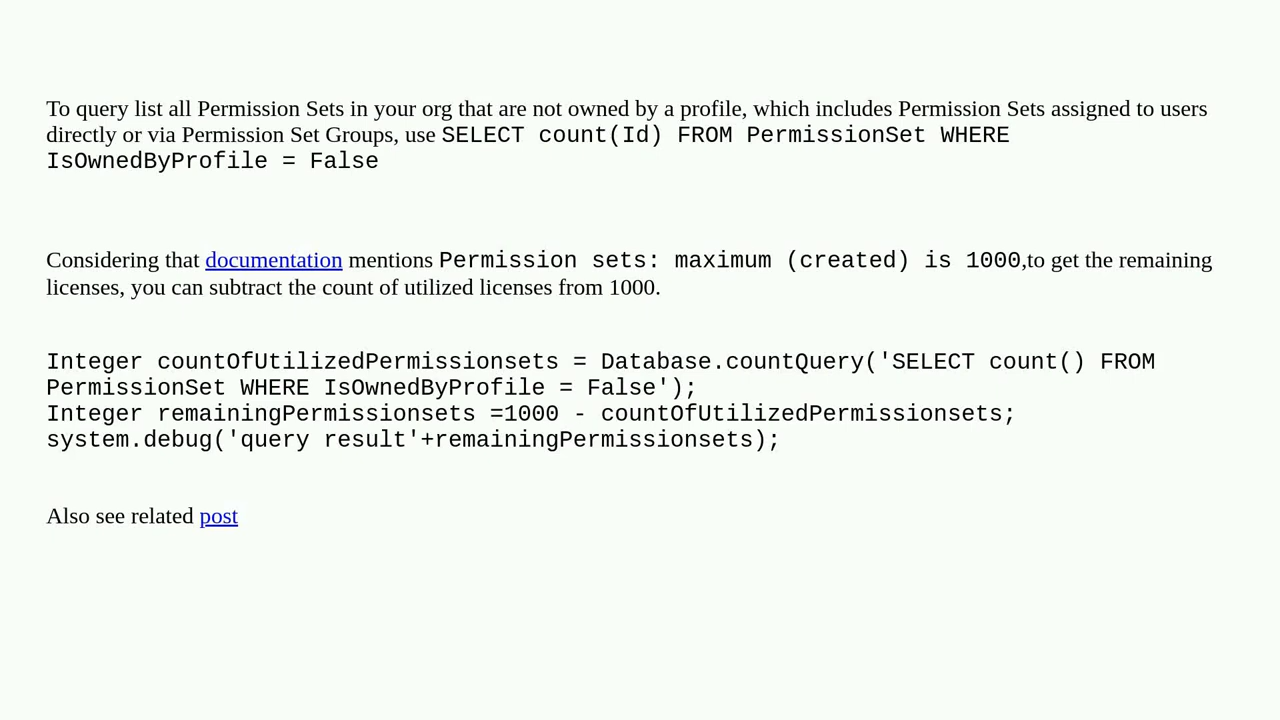 To query list all Permission Sets in your org that are not owned by a profile, which includes Permission Sets assigned to users
directly or via Permission Set Groups, use SELECT count(Id) FROM PermissionSet WHERE
IsOwnedByProfile = False
Considering that documentation mentions Permission sets: maximum (created) is 1000,to get the remaining
licenses, you can subtract the count of utilized licenses from 1000.
Integer countOfUtilizedPermissionsets = Database.countQuery('SELECT count() FROM
PermissionSet WHERE IsOwnedByProfile = False');
Integer remainingPermissionsets =1000 - countOfUtilizedPermissionsets;
system.debug('query result'+remainingPermissionsets);
Also see related post